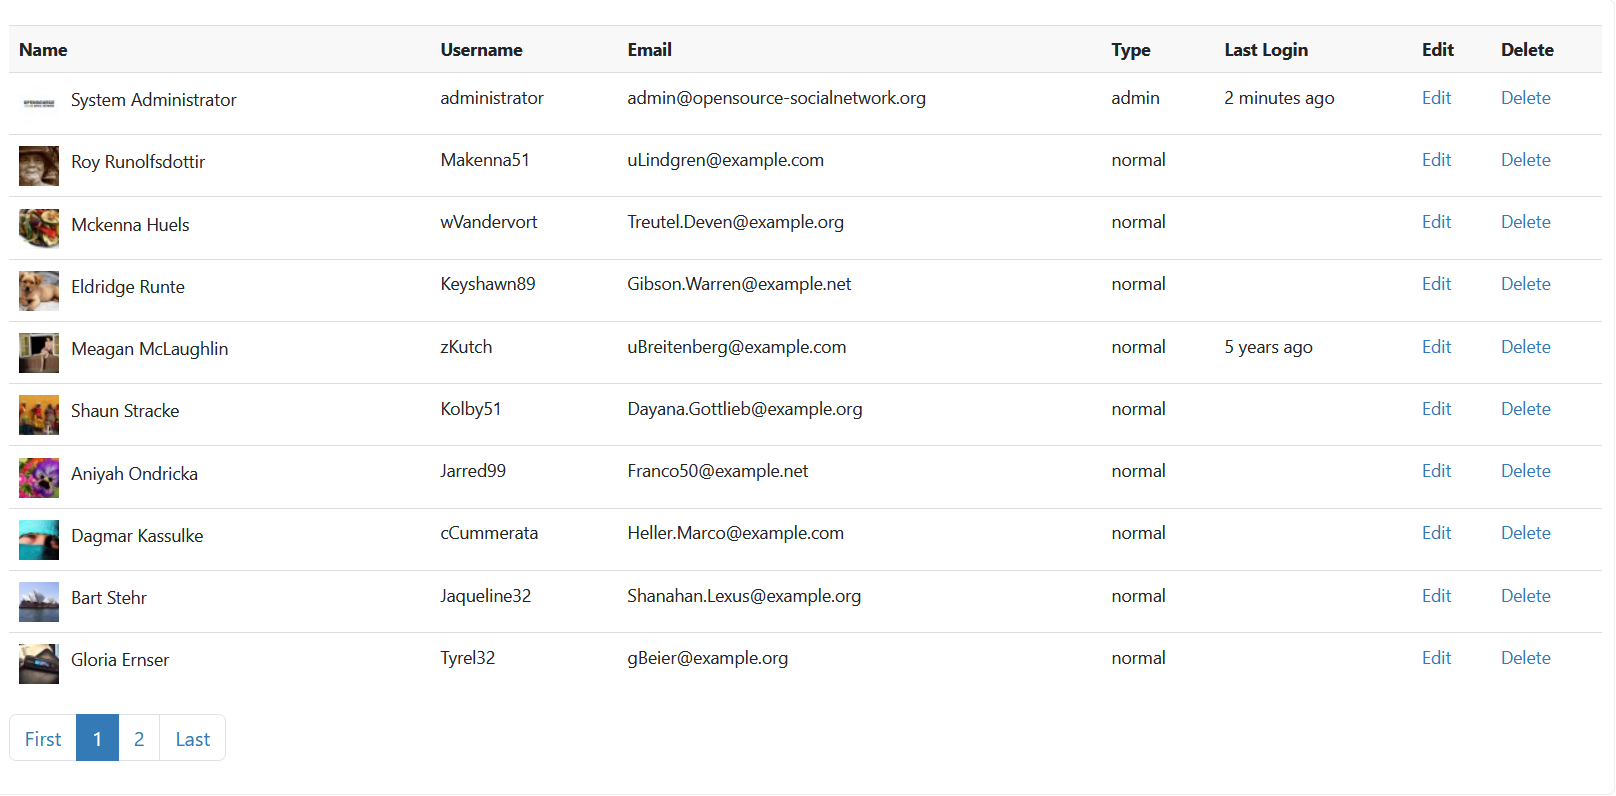 Name Username Email Type Last Login Edit Delete
System Administrator administrator admin@opensource-socialnetwork.org admin 2 minutes ago Edit Delete
Roy Runolfsdottir Makenna51 uLindgren@example.com normal Edit Delete
Mckenna Huels wVandervort Treutel.Deven@example.org normal Edit Delete
Eldridge Runte Keyshawn89 Gibson.Warren@example.net normal Edit Delete
Meagan McLaughlin zKutch uBreitenberg@example.com normal 5 years ago Edit Delete
Shaun Stracke Kolby51 Dayana.Gottlieb@example.org normal Edit Delete
Aniyah Ondricka Jarred99 Franco50@example.net normal Edit Delete
Dagmar Kassulke cCummerata Heller.Marco@example.com normal Edit Delete
Bart Stehr Jaqueline32 Shanahan.Lexus@example.org normal Edit Delete
Gloria Ernser Tyrel32 gBeier@example.org normal Edit Delete
First 1 2 Last